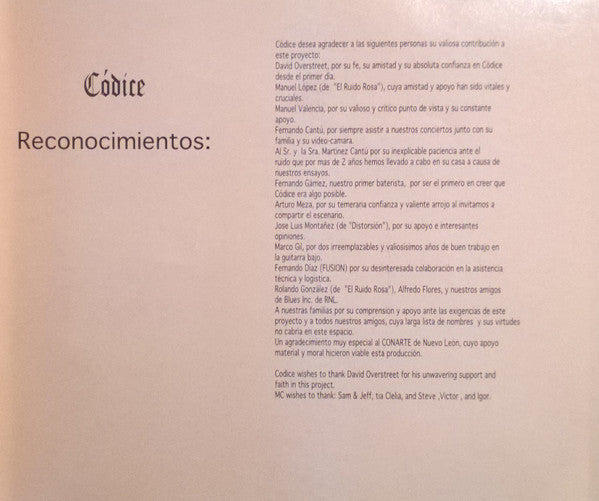 Códice
Reconocimientos:
Códice desea agradecer a las siguientes personas su valiosa contribución a
este proyecto:
David Overstreet, por su fe, su amistad y su absoluta confianza en Códice
desde el primer día.
Manuel López (de "El Ruido Rosa"), cuya amistad y apoyo han sido vitales y
cruciales.
Manuel Valencia, por su valioso y crítico punto de vista y su constante
apoyo.
Fernando Cantú, por siempre asistir a nuestros conciertos junto con su
familia y su video-camara.
Al Sr. y la Sra. Martínez Cantú por su inexplicable paciencia ante el
ruido que por mas de 2 años hemos llevado a cabo en su casa a causa de
nuestros ensayos.
Fernando Gámez, nuestro primer baterista, por ser el primero en creer que
Códice era algo posible.
Arturo Meza, por su temeraria confianza y valiente arrojo al invitarnos a
compartir el escenario.
Jose Luis Montañez (de "Distorsión"), por su apoyo e interesantes
opiniones.
Marco Gil, por dos irreemplazables y valiosísimos años de buen trabajo en
la guitarra bajo.
Fernando Díaz (FUSION) por su desinteresada colaboración en la asistencia
técnica y logística.
Rolando González (de "El Ruido Rosa"), Alfredo Flores, y nuestros amigos
de Blues Inc. de RNL.
A nuestras familias por su comprensión y apoyo ante las exigencias de este
proyecto y a todos nuestros amigos, cuya larga lista de nombres y sus virtudes
no cabría en este espacio.
Un agradecimiento muy especial al CONARTE de Nuevo León, cuyo apoyo
material y moral hicieron viable esta producción.
Codice wishes to thank David Overstreet for his unwavering support and
faith in this project.
MC wishes to thank: Sam & Jeff, tia Clelia, and Steve ,Victor , and Igor.